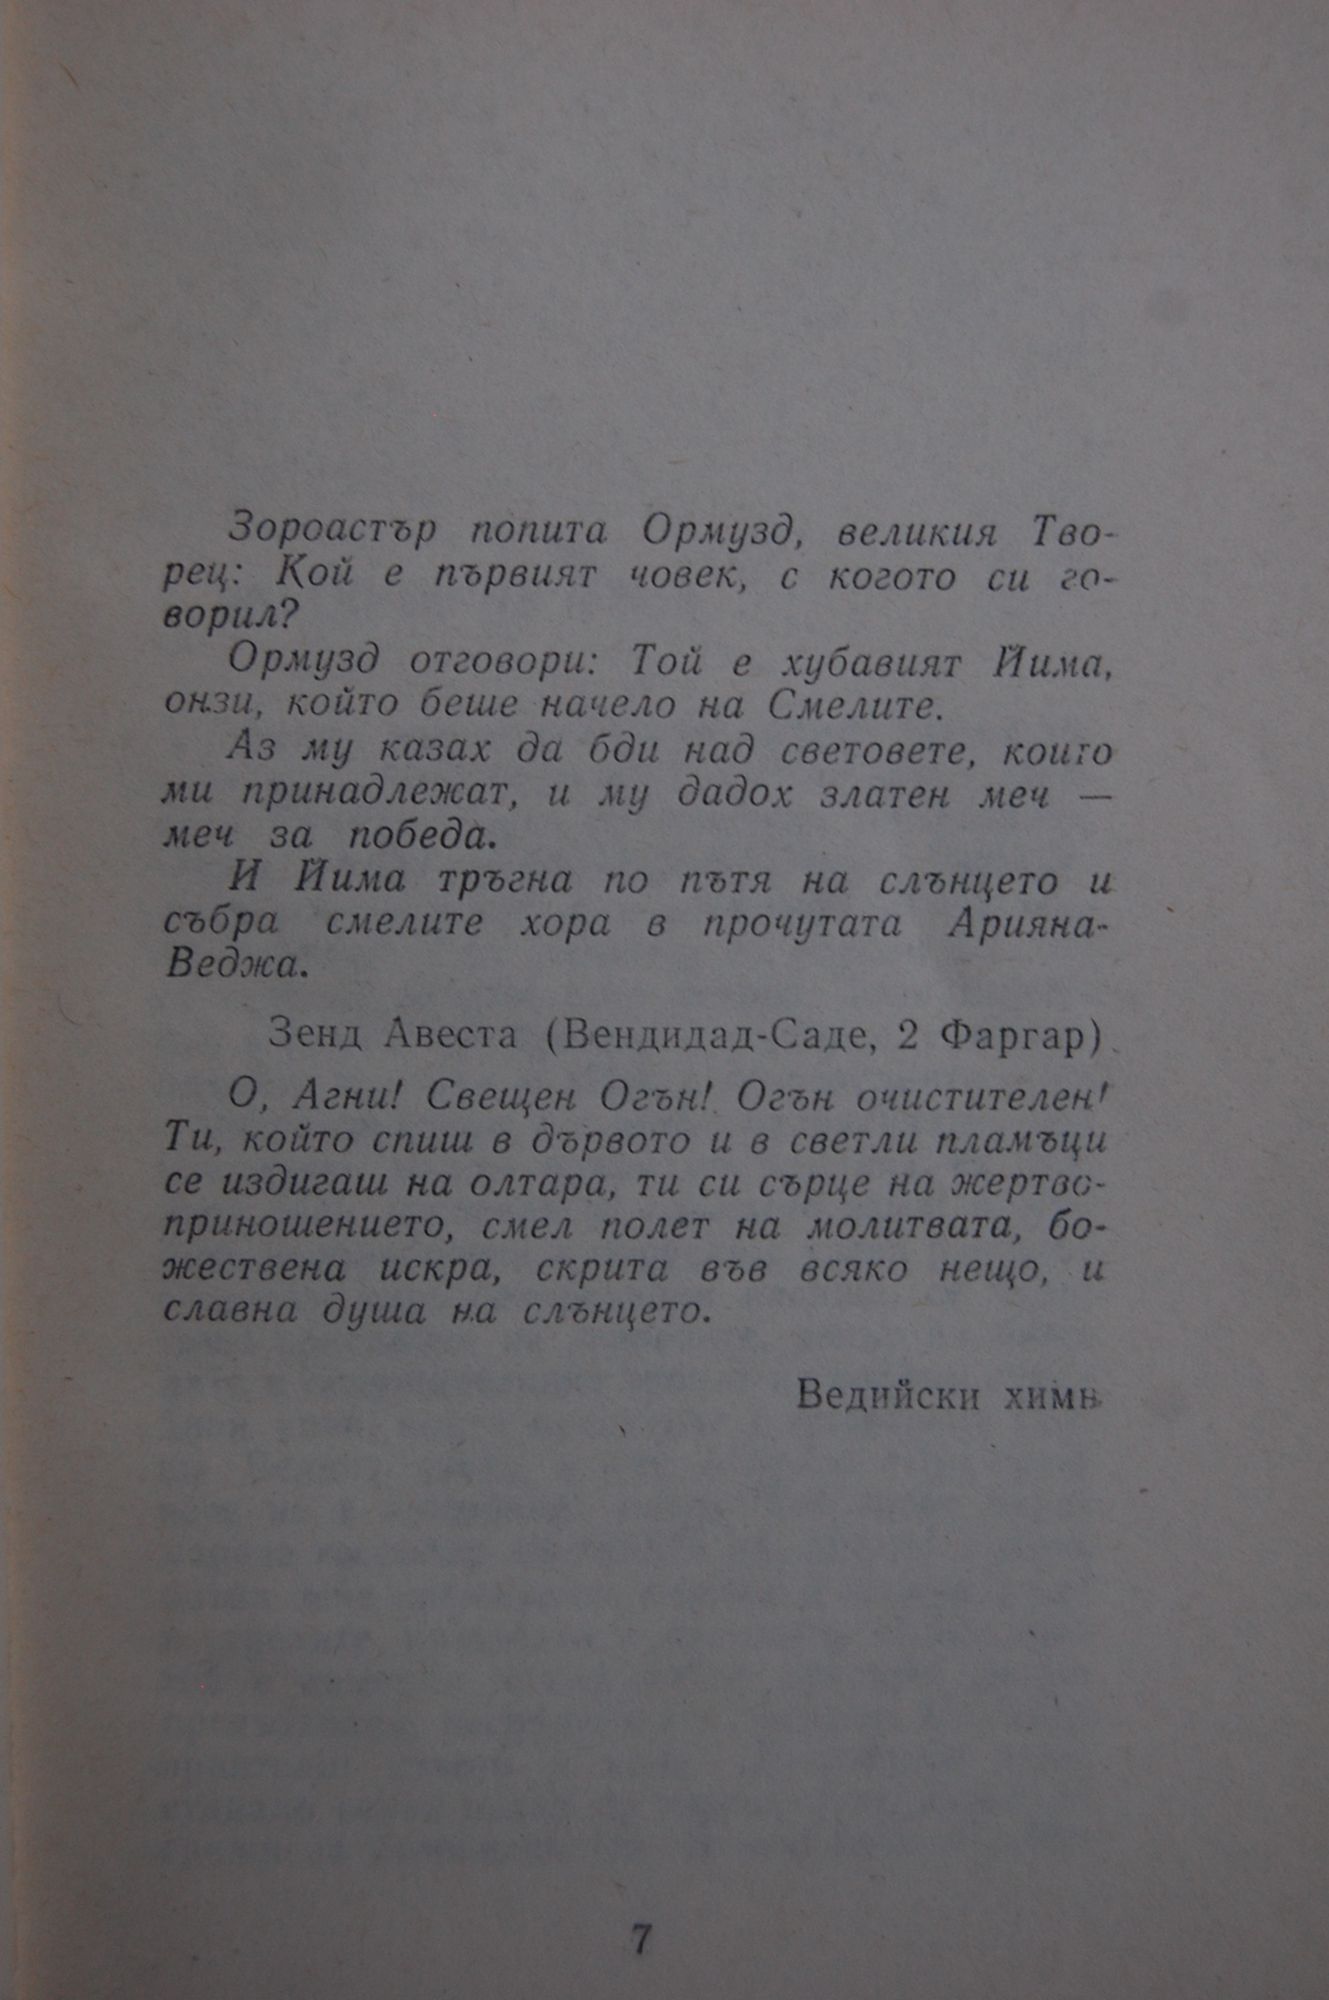 Зороастър попита Ормузд, великия Тво-
рец: Кой е първият човек, с когото си го-
ворил?
Ормузд отговори: Той е хубавият Йима,
онзи, който беше начело на Смелите.
Аз му казах да бди над световете, които
ми принадлежат, и му дадох златен меч —
меч за победа.
И Йима тръгна по пътя на слънцето и
събра смелите хора в прочутата Арияна-
Веджа.
Зенд Авеста (Вендидад-Саде, 2 Фаргар)
О, Агни! Свещен Огън! Огън очистителен!
Ти, който спиш в дървото и в светли пламъци
се издигаш на олтара, ти си сърце на жертво-
приношението, смел полет на молитвата, бо-
жествена искра, скрита във всяко нещо, и
славна душа на слънцето.
Ведийски химн
7